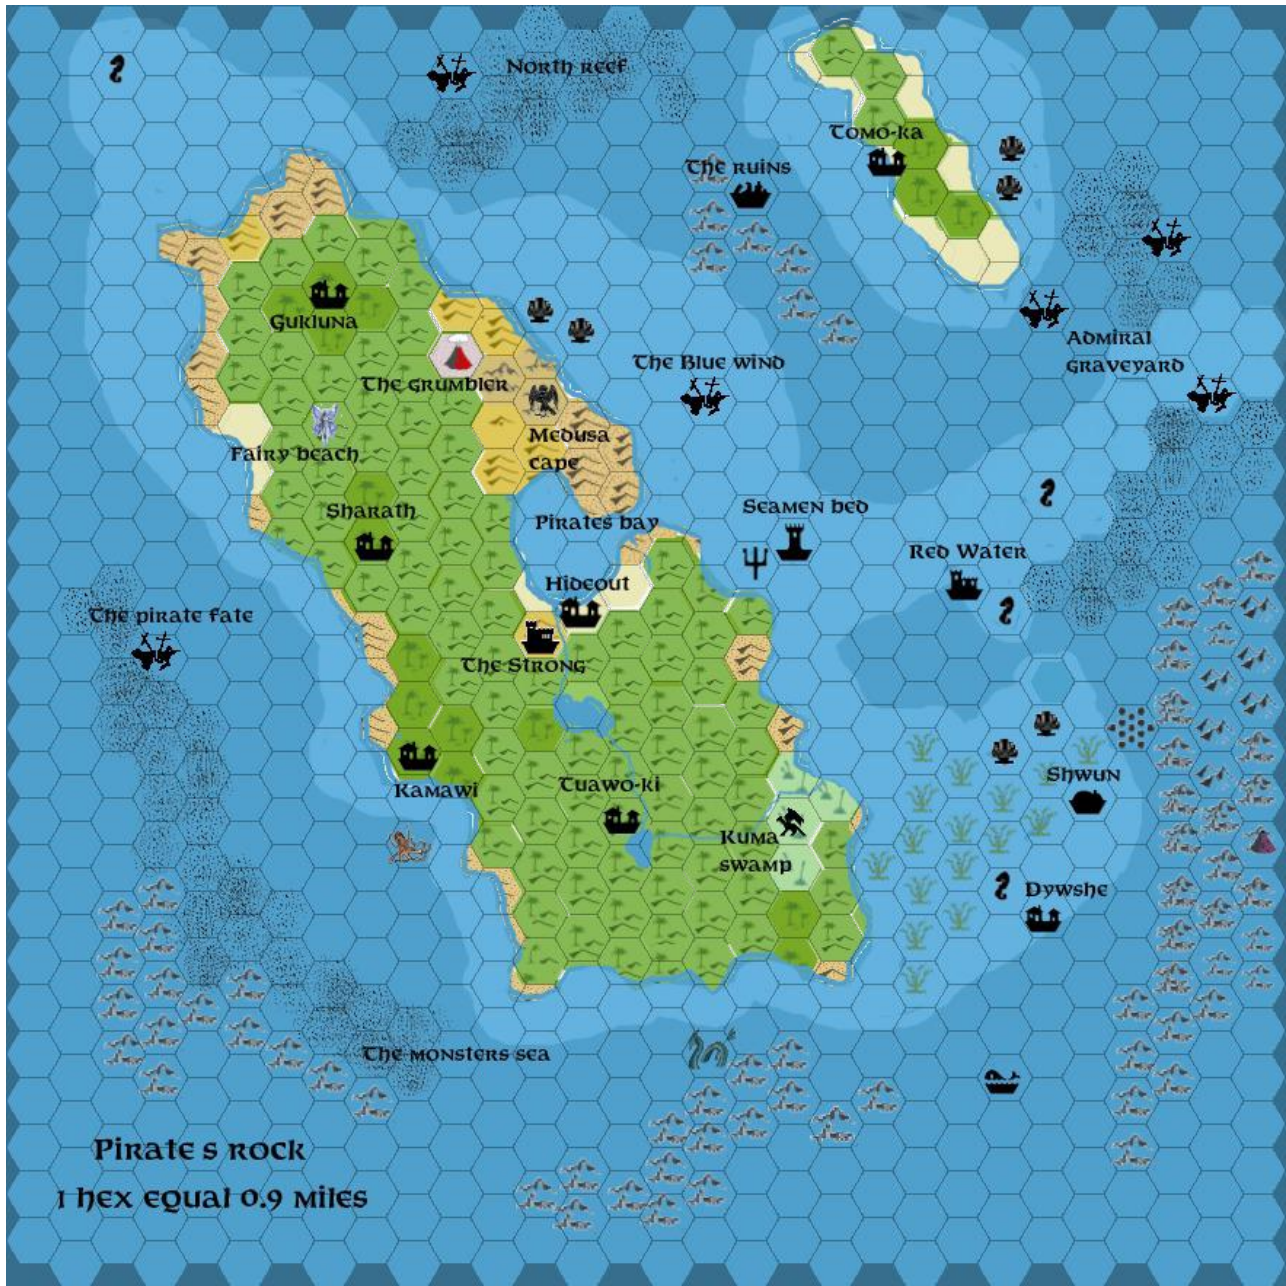 North reef
Tomo-ka
The ruins
Gukluna
Admiral
graveyard
The Blue wind
The grumbler
Medusa
cape
Fairy beach
Sharath
Pirates bay
Seamen bed
Red Water
Hideout
The pirate fate
The Strong
Kamawi
Tuawo-ki
Shwun
Kuma
swamp
Dywshe
The monsters sea
Pirate s rock
1 hex equal 0.9 miles